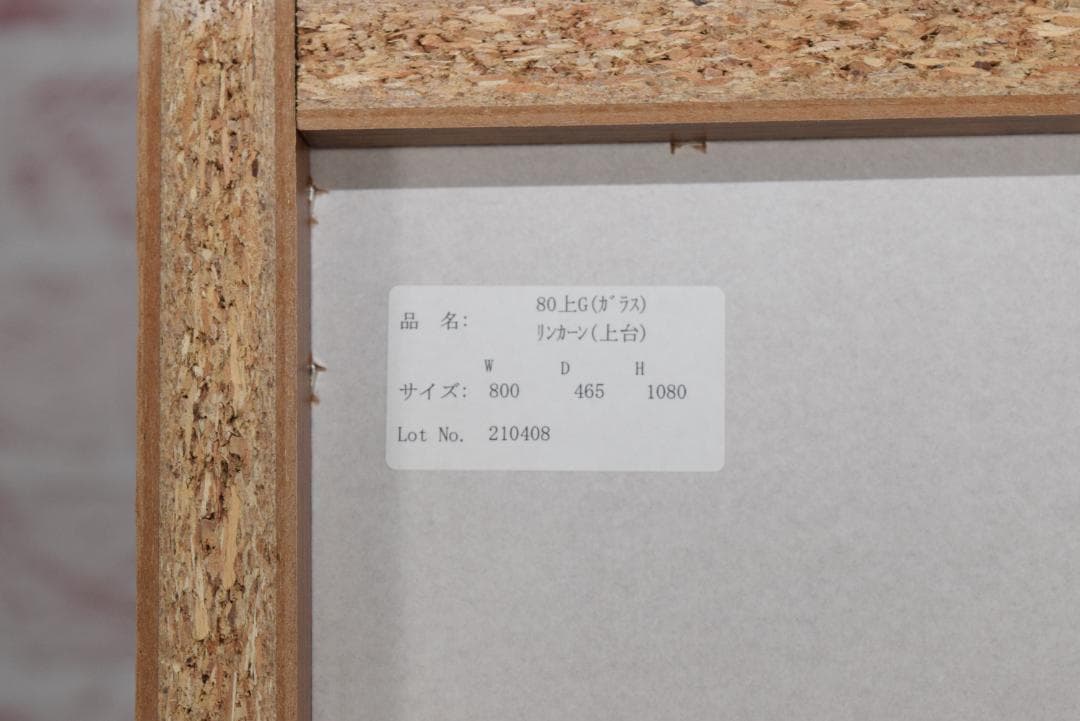 80上G(ｶﾞﾗｽ)
品　名:
ﾘﾝｶｰﾝ(上台)
W D H
サイズ: 800 465 1080
Lot No. 210408